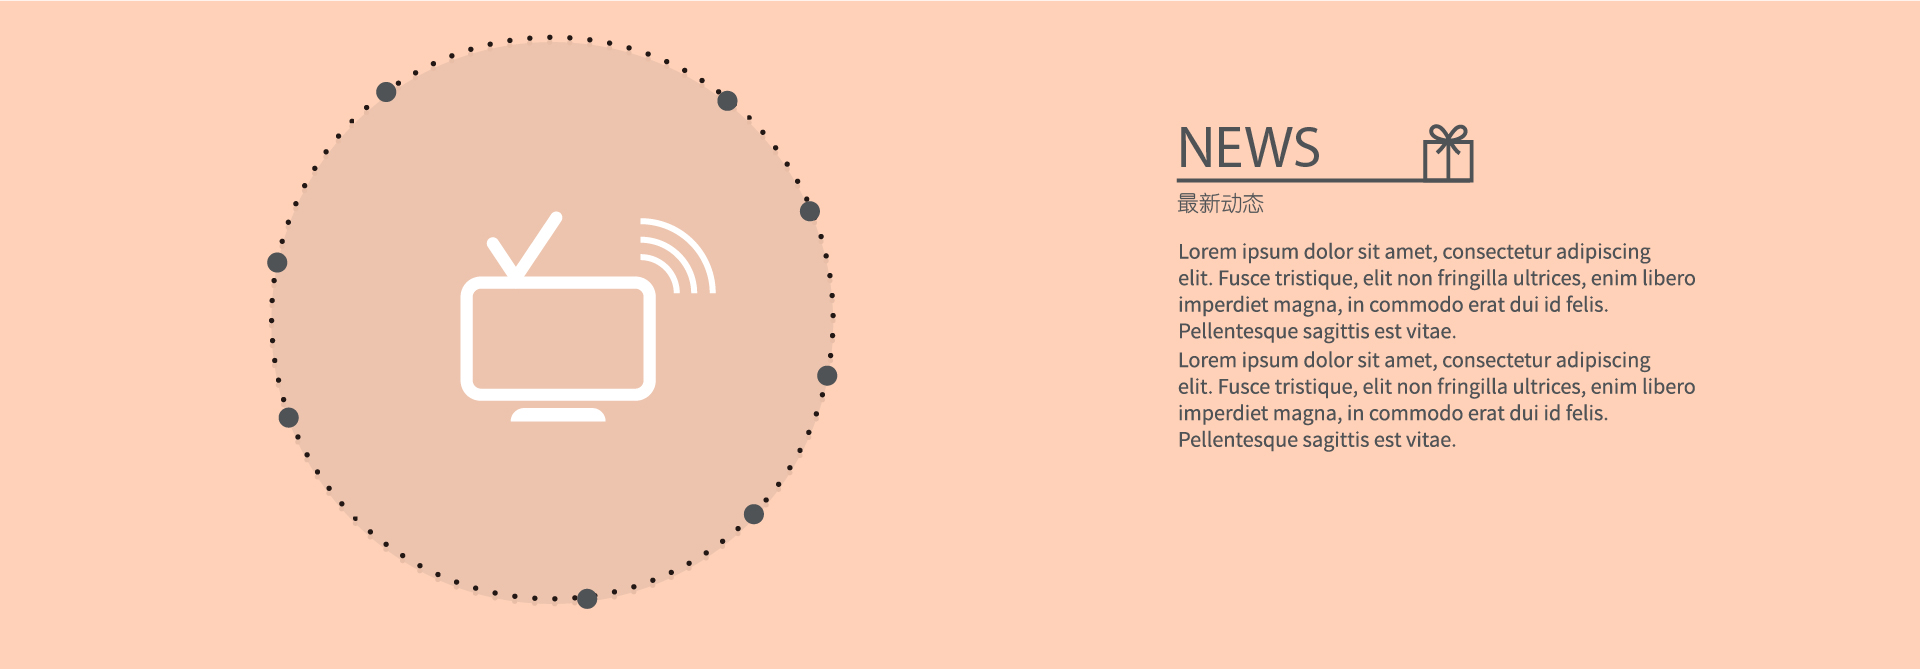 NEWS
最新动态
Lorem ipsum dolor sit amet, consectetur adipiscing
elit. Fusce tristique, elit non fringilla ultrices, enim libero
imperdiet magna, in commodo erat dui id felis.
Pellentesque sagittis est vitae.
Lorem ipsum dolor sit amet, consectetur adipiscing
elit. Fusce tristique, elit non fringilla ultrices, enim libero
imperdiet magna, in commodo erat dui id felis.
Pellentesque sagittis est vitae.